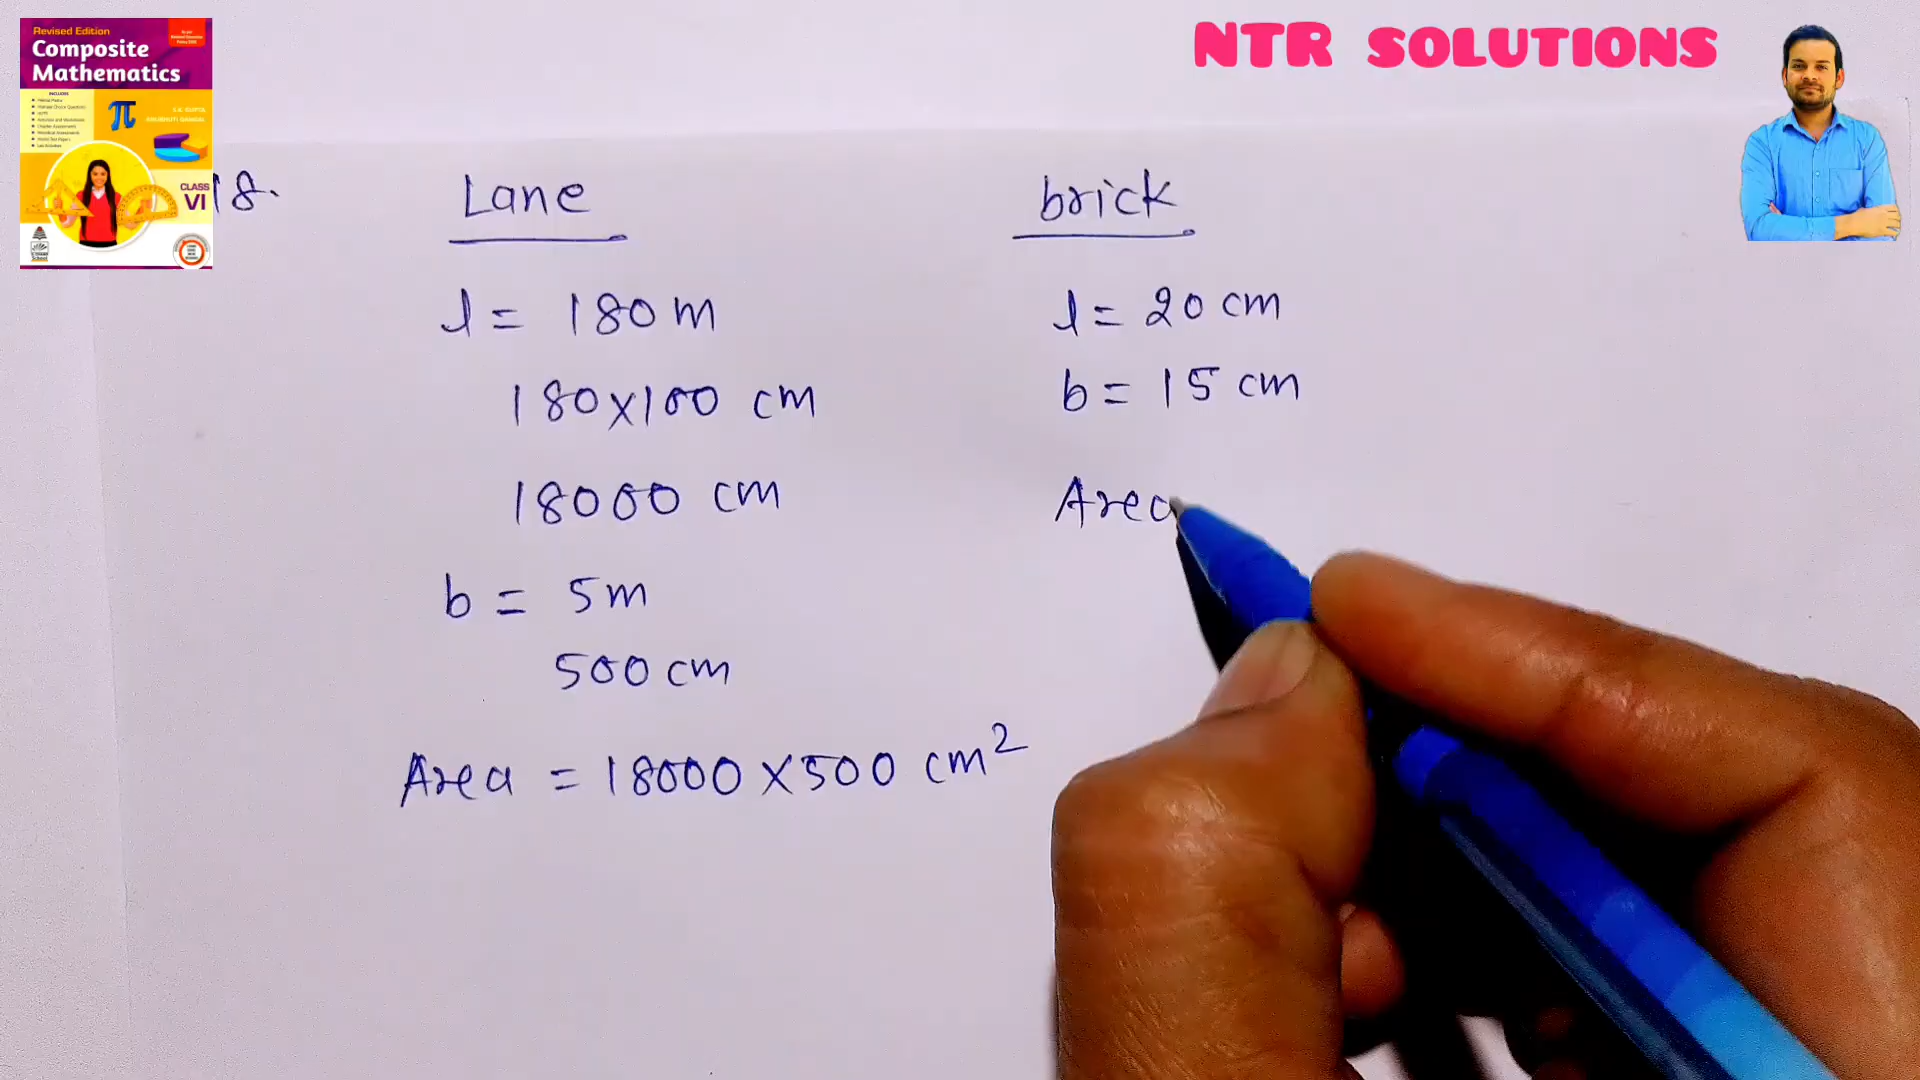 NTR SOLUTIONS
Revised Edition
Composite
Mathematics
CLASS
VI
18.
Lane
l = 180 m
180x100 cm
18000 cm
b = 5m
500 cm
Area = 18000 x 500 cm²
brick
l = 20 cm
b = 15 cm
Area